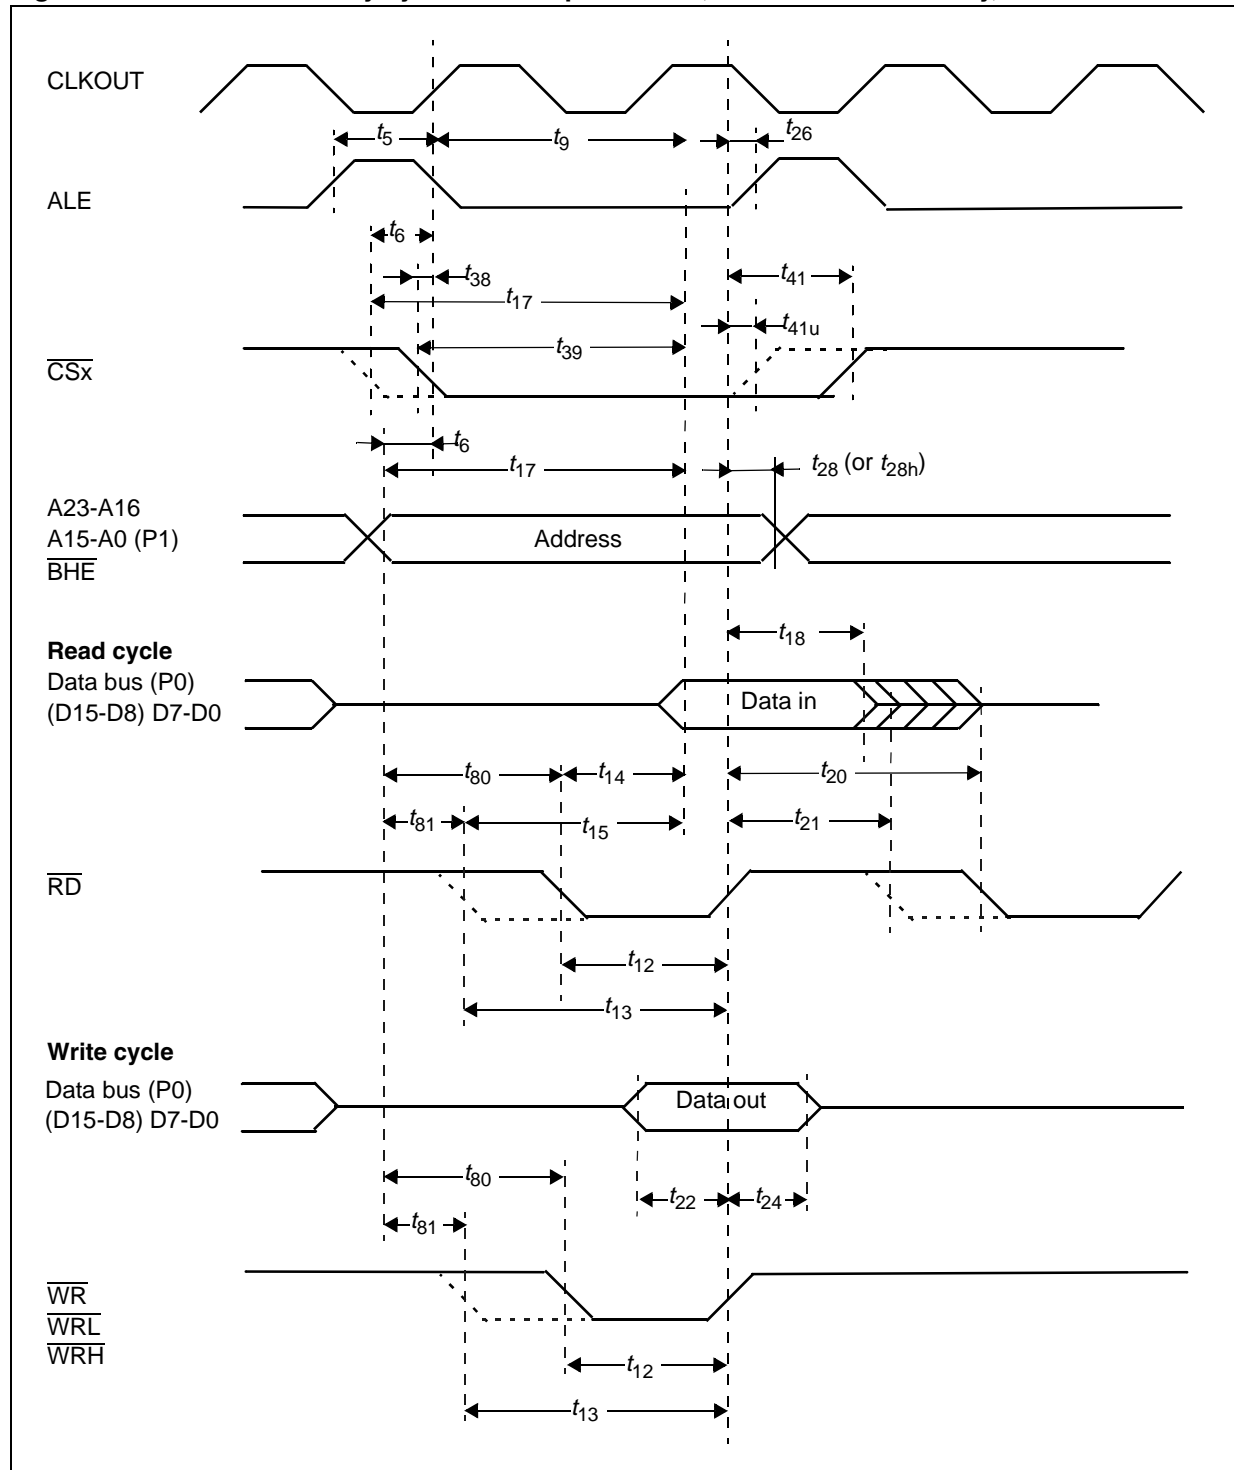 CLKOUT
t5
t9
t26
ALE
t6
t38
t41
t17
t41u
t39
CSx
t6
t17
t28 (or t28h)
A23-A16
A15-A0 (P1)
Address
BHE
t18
Read cycle
Data bus (P0)
(D15-D8) D7-D0
Data in
t80
t14
t20
t81
t15
t21
RD
t12
t13
Write cycle
Data bus (P0)
(D15-D8) D7-D0
Data out
t80
t22
t24
t81
WR
WRL
WRH
t12
t13